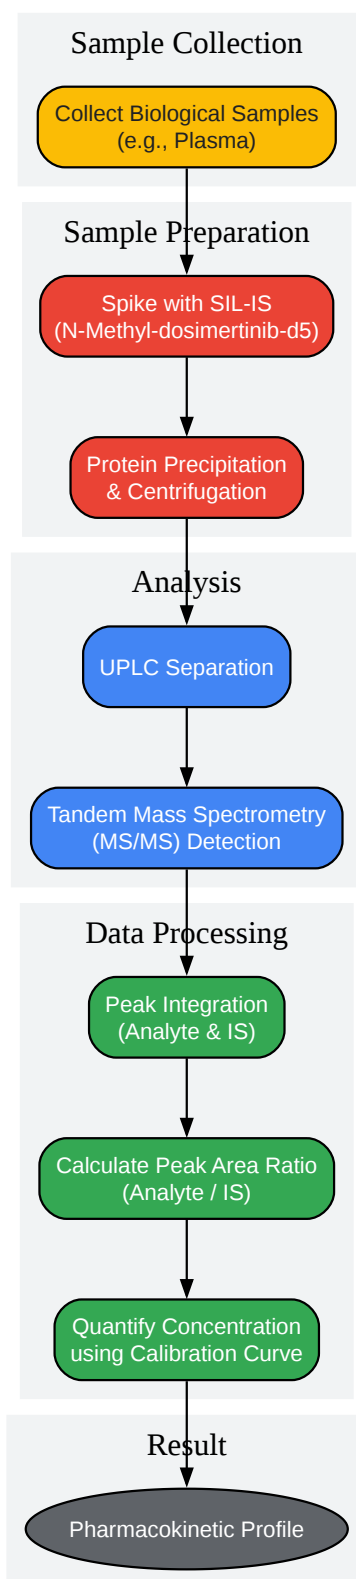 Sample Collection
Collect Biological Samples
(e.g., Plasma)
Sample Preparation
Spike with SIL-IS
(N-Methyl-dosimertinib-d5)
Protein Precipitation
& Centrifugation
Analysis
UPLC Separation
Tandem Mass Spectrometry
(MS/MS) Detection
Data Processing
Peak Integration
(Analyte & IS)
Calculate Peak Area Ratio
(Analyte / IS)
Quantify Concentration
using Calibration Curve
Result
Pharmacokinetic Profile